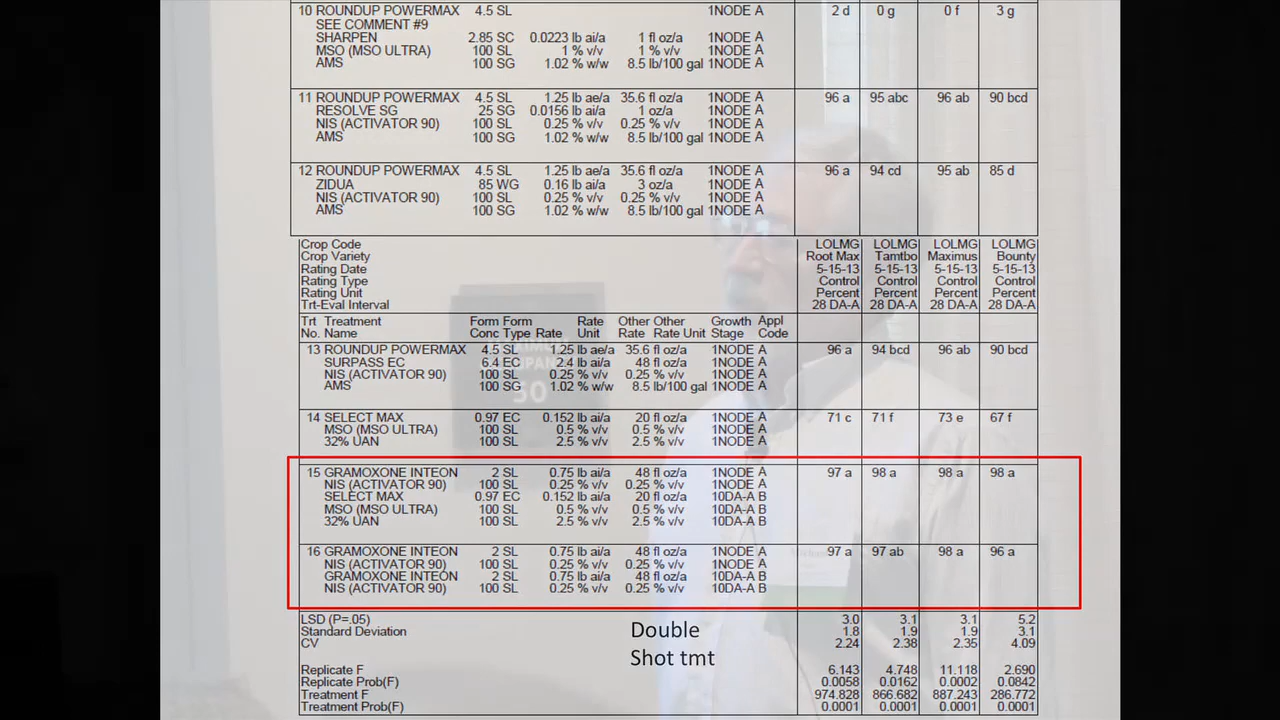 10 ROUNDUP POWERMAX 4.5 SL 1NODE A 2 d 0 g 0 f 3 g
SEE COMMENT #9
SHARPEN 2.85 SC 0.0223 lb ai/a 1 fl oz/a 1NODE A
MSO (MSO ULTRA) 100 SL 1 % v/v 1 % v/v 1NODE A
AMS 100 SG 1.02 % w/w 8.5 lb/100 gal 1NODE A
11 ROUNDUP POWERMAX 4.5 SL 1.25 lb ae/a 35.6 fl oz/a 1NODE A 96 a 95 abc 96 ab 90 bcd
RESOLVE SG 25 SG 0.0156 lb ai/a 1 oz/a 1NODE A
NIS (ACTIVATOR 90) 100 SL 0.25 % v/v 0.25 % v/v 1NODE A
AMS 100 SG 1.02 % w/w 8.5 lb/100 gal 1NODE A
12 ROUNDUP POWERMAX 4.5 SL 1.25 lb ae/a 35.6 fl oz/a 1NODE A 96 a 94 cd 95 ab 85 d
ZIDUA 85 WG 0.16 lb ai/a 3 oz/a 1NODE A
NIS (ACTIVATOR 90) 100 SL 0.25 % v/v 0.25 % v/v 1NODE A
AMS 100 SG 1.02 % w/w 8.5 lb/100 gal 1NODE A
Crop Code LOLMG LOLMG LOLMG LOLMG
Crop Variety Root Max Tamtbo Maximus Bounty
Rating Date 5-15-13 5-15-13 5-15-13 5-15-13
Rating Type Control Control Control Control
Rating Unit Percent Percent Percent Percent
Trt-Eval Interval 28 DA-A 28 DA-A 28 DA-A 28 DA-A
Trt Treatment Form Form Rate Other Other Growth Appl
No. Name Conc Type Rate Unit Rate Rate Unit Stage Code
13 ROUNDUP POWERMAX 4.5 SL 1.25 lb ae/a 35.6 fl oz/a 1NODE A 96 a 94 bcd 96 ab 90 bcd
SURPASS EC 6.4 EC 2.4 lb ai/a 48 fl oz/a 1NODE A
NIS (ACTIVATOR 90) 100 SL 0.25 % v/v 0.25 % v/v 1NODE A
AMS 100 SG 1.02 % w/w 8.5 lb/100 gal 1NODE A
14 SELECT MAX 0.97 EC 0.152 lb ai/a 20 fl oz/a 1NODE A 71 c 71 f 73 e 67 f
MSO (MSO ULTRA) 100 SL 0.5 % v/v 0.5 % v/v 1NODE A
32% UAN 100 SL 2.5 % v/v 2.5 % v/v 1NODE A
15 GRAMOXONE INTEON 2 SL 0.75 lb ai/a 48 fl oz/a 1NODE A 97 a 98 a 98 a 98 a
NIS (ACTIVATOR 90) 100 SL 0.25 % v/v 0.25 % v/v 1NODE A
SELECT MAX 0.97 EC 0.152 lb ai/a 20 fl oz/a 10DA-A B
MSO (MSO ULTRA) 100 SL 0.5 % v/v 0.5 % v/v 10DA-A B
32% UAN 100 SL 2.5 % v/v 2.5 % v/v 10DA-A B
16 GRAMOXONE INTEON 2 SL 0.75 lb ai/a 48 fl oz/a 1NODE A 97 a 97 ab 98 a 96 a
NIS (ACTIVATOR 90) 100 SL 0.25 % v/v 0.25 % v/v 1NODE A
GRAMOXONE INTEON 2 SL 0.75 lb ai/a 48 fl oz/a 10DA-A B
NIS (ACTIVATOR 90) 100 SL 0.25 % v/v 0.25 % v/v 10DA-A B
LSD (P=.05) 3.0 3.1 3.1 5.2
Standard Deviation 1.8 1.9 1.9 3.1
CV 2.24 2.38 2.35 4.09
Replicate F 6.143 4.748 11.118 2.690
Replicate Prob(F) 0.0058 0.0162 0.0002 0.0842
Treatment F 974.828 866.682 887.243 286.772
Treatment Prob(F) 0.0001 0.0001 0.0001 0.0001
Double
Shot tmt